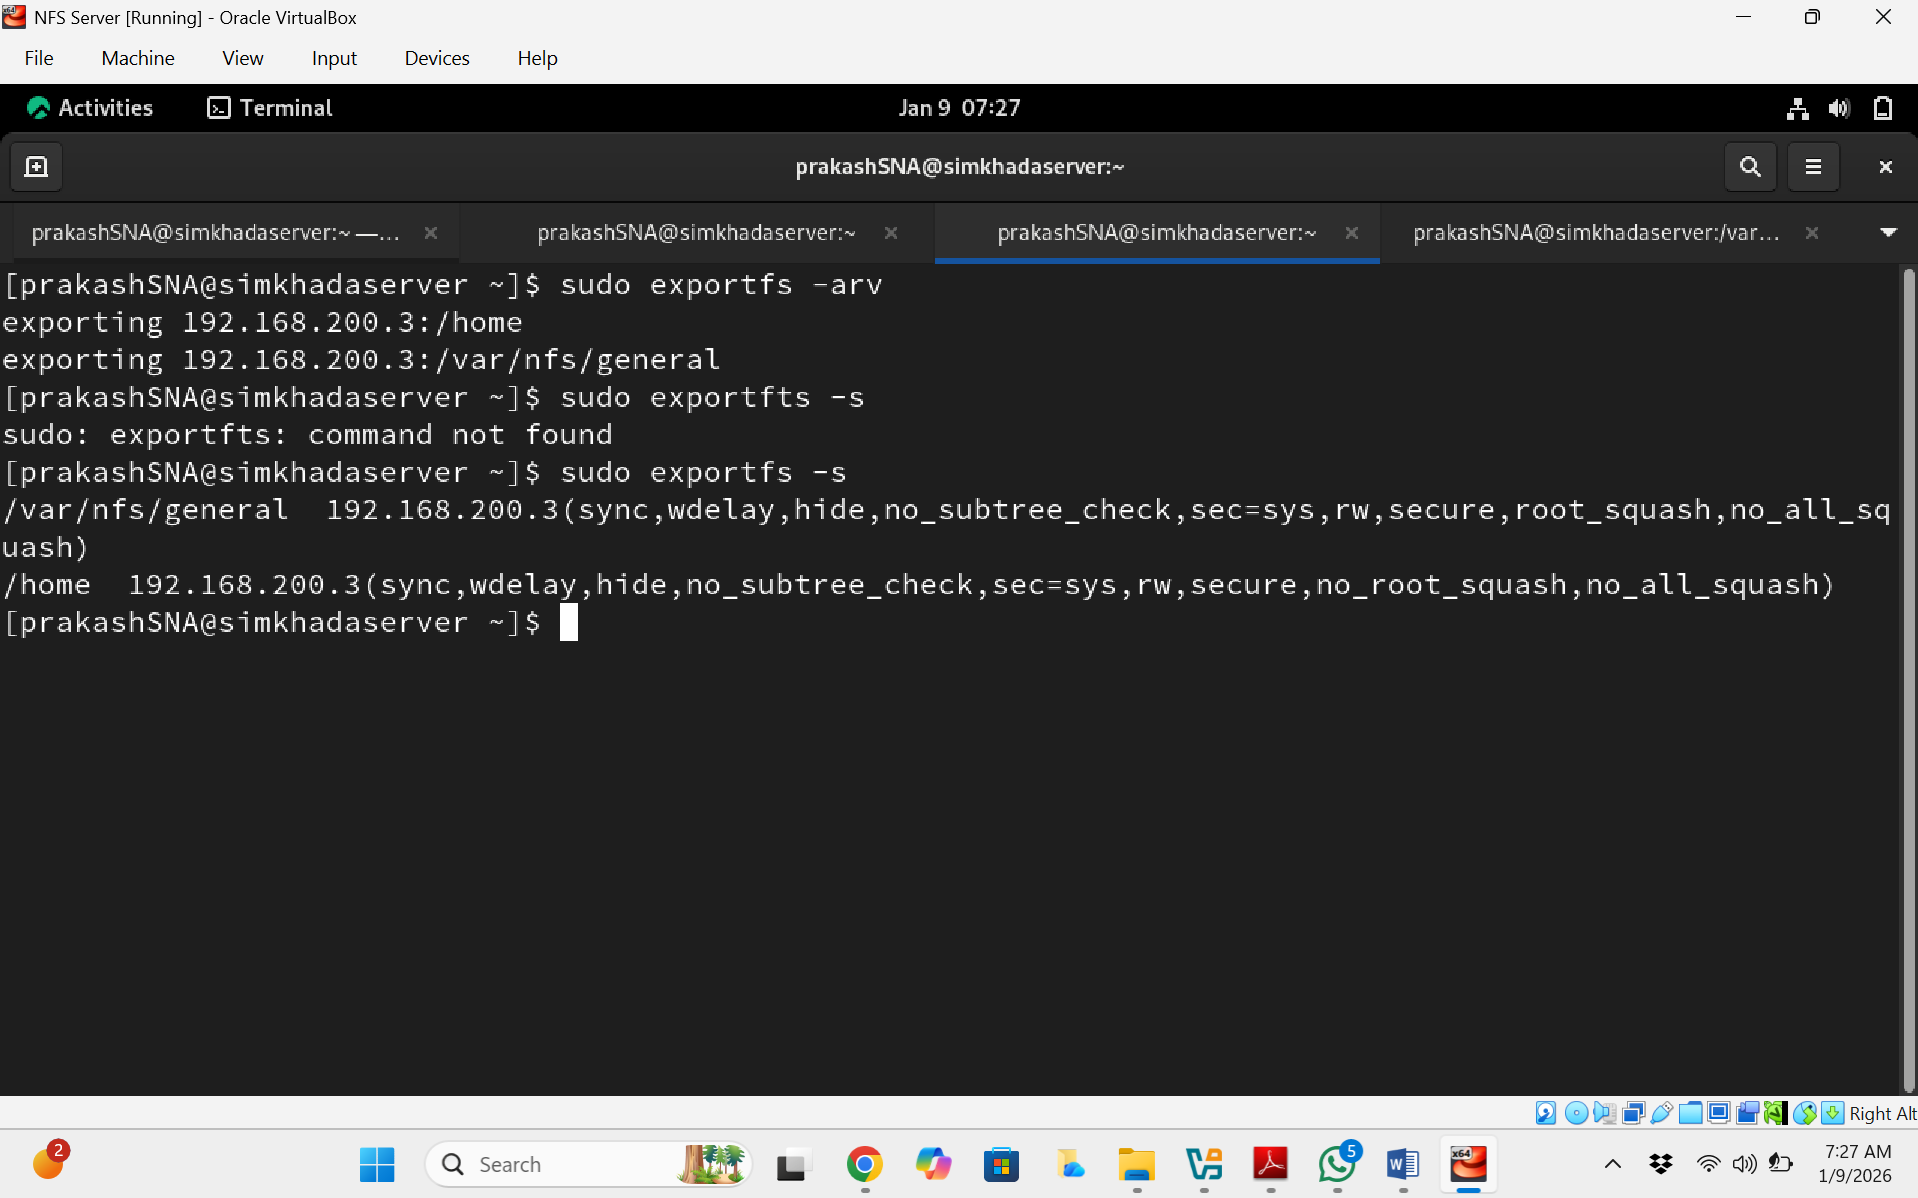 NFS Server [Running] - Oracle VirtualBox
File Machine View Input Devices Help
Activities Terminal Jan 9 07:27
prakashSNA@simkhadaserver:~
prakashSNA@simkhadaserver:~ —... prakashSNA@simkhadaserver:~ prakashSNA@simkhadaserver:~ prakashSNA@simkhadaserver:/var...
[prakashSNA@simkhadaserver ~]$ sudo exportfs -arv
exporting 192.168.200.3:/home
exporting 192.168.200.3:/var/nfs/general
[prakashSNA@simkhadaserver ~]$ sudo exportfts -s
sudo: exportfts: command not found
[prakashSNA@simkhadaserver ~]$ sudo exportfs -s
/var/nfs/general  192.168.200.3(sync,wdelay,hide,no_subtree_check,sec=sys,rw,secure,root_squash,no_all_sq
uash)
/home  192.168.200.3(sync,wdelay,hide,no_subtree_check,sec=sys,rw,secure,no_root_squash,no_all_squash)
[prakashSNA@simkhadaserver ~]$
Right Alt
2 Search x64 5 7:27 AM
1/9/2026